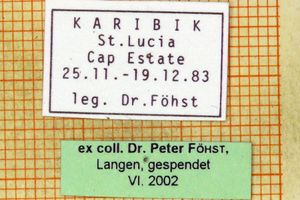 KARIBIK
St.Lucia
Cap Estate
25.11.-19.12.83
leg. Dr.Föhst
ex coll. Dr. Peter FÖHST,
Langen, gespendet
VI. 2002